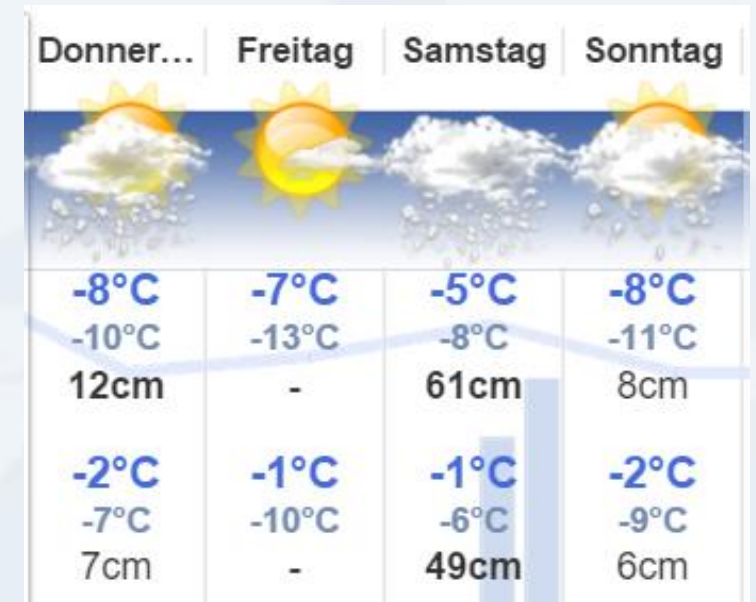 Donner... Freitag Samstag Sonntag
-8°C -7°C -5°C -8°C
-10°C -13°C -8°C -11°C
12cm - 61cm 8cm
-2°C -1°C -1°C -2°C
-7°C -10°C -6°C -9°C
7cm - 49cm 6cm